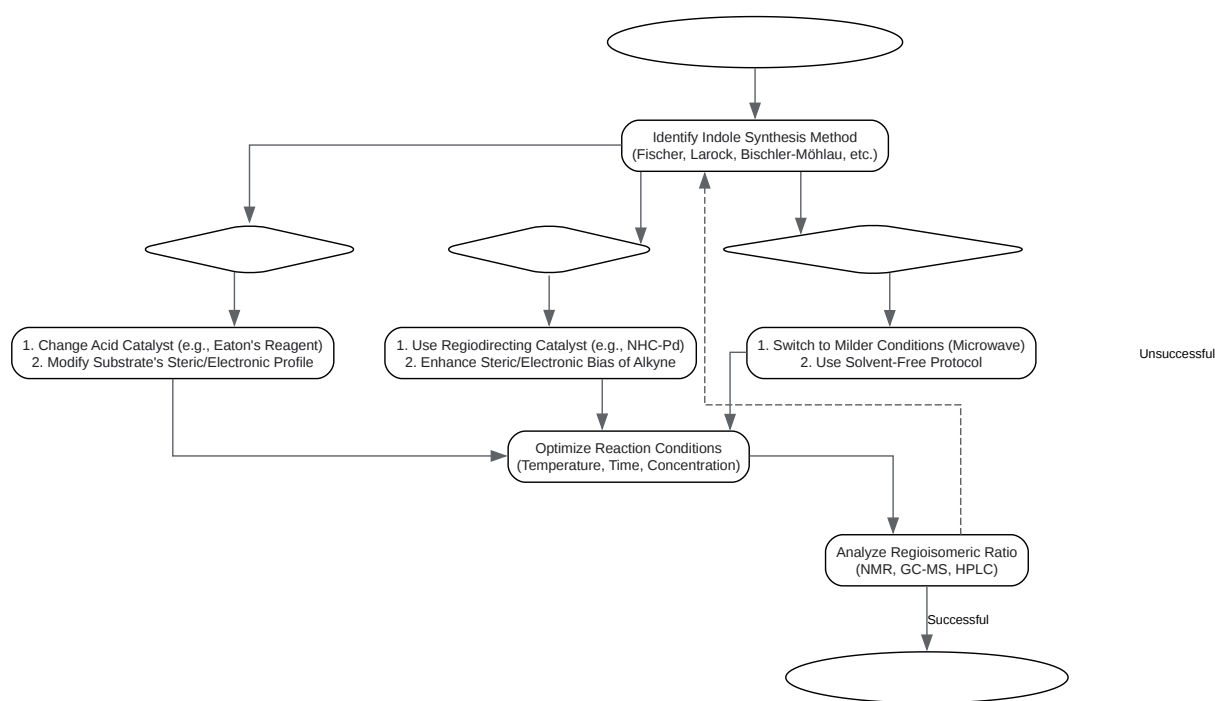 Identify Indole Synthesis Method
(Fischer, Larock, Bischler-Möhlau, etc.)
1. Change Acid Catalyst (e.g., Eaton's Reagent)
2. Modify Substrate's Steric/Electronic Profile
1. Use Regiodirecting Catalyst (e.g., NHC-Pd)
2. Enhance Steric/Electronic Bias of Alkyne
1. Switch to Milder Conditions (Microwave)
2. Use Solvent-Free Protocol
Unsuccessful
Optimize Reaction Conditions
(Temperature, Time, Concentration)
Analyze Regioisomeric Ratio
(NMR, GC-MS, HPLC)
Successful